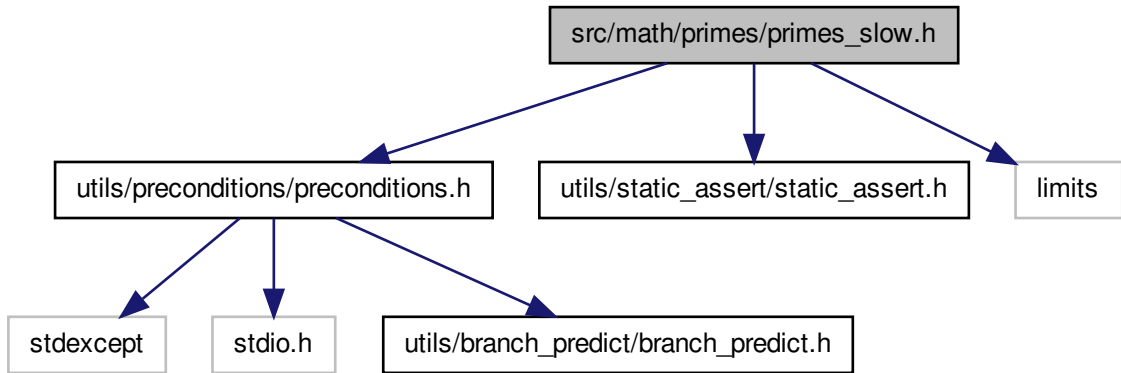 src/math/primes/primes_slow.h
utils/preconditions/preconditions.h
utils/static_assert/static_assert.h
limits
stdexcept
stdio.h
utils/branch_predict/branch_predict.h